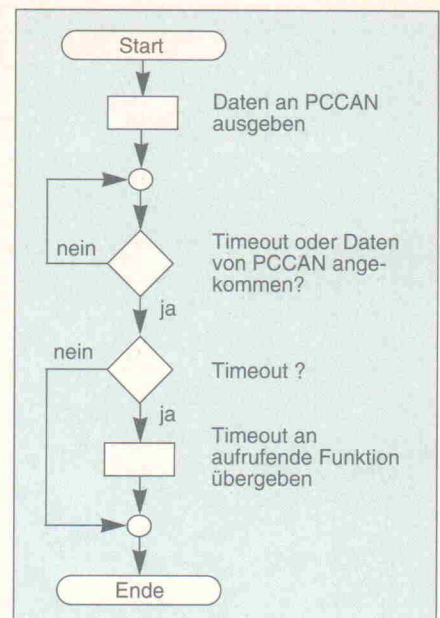 Start
Daten an PCCAN
ausgeben
nein
Timeout oder Daten
von PCCAN ange-
kommen?
ja
nein
Timeout ?
ja
Timeout an
aufrufende Funktion
übergeben
Ende